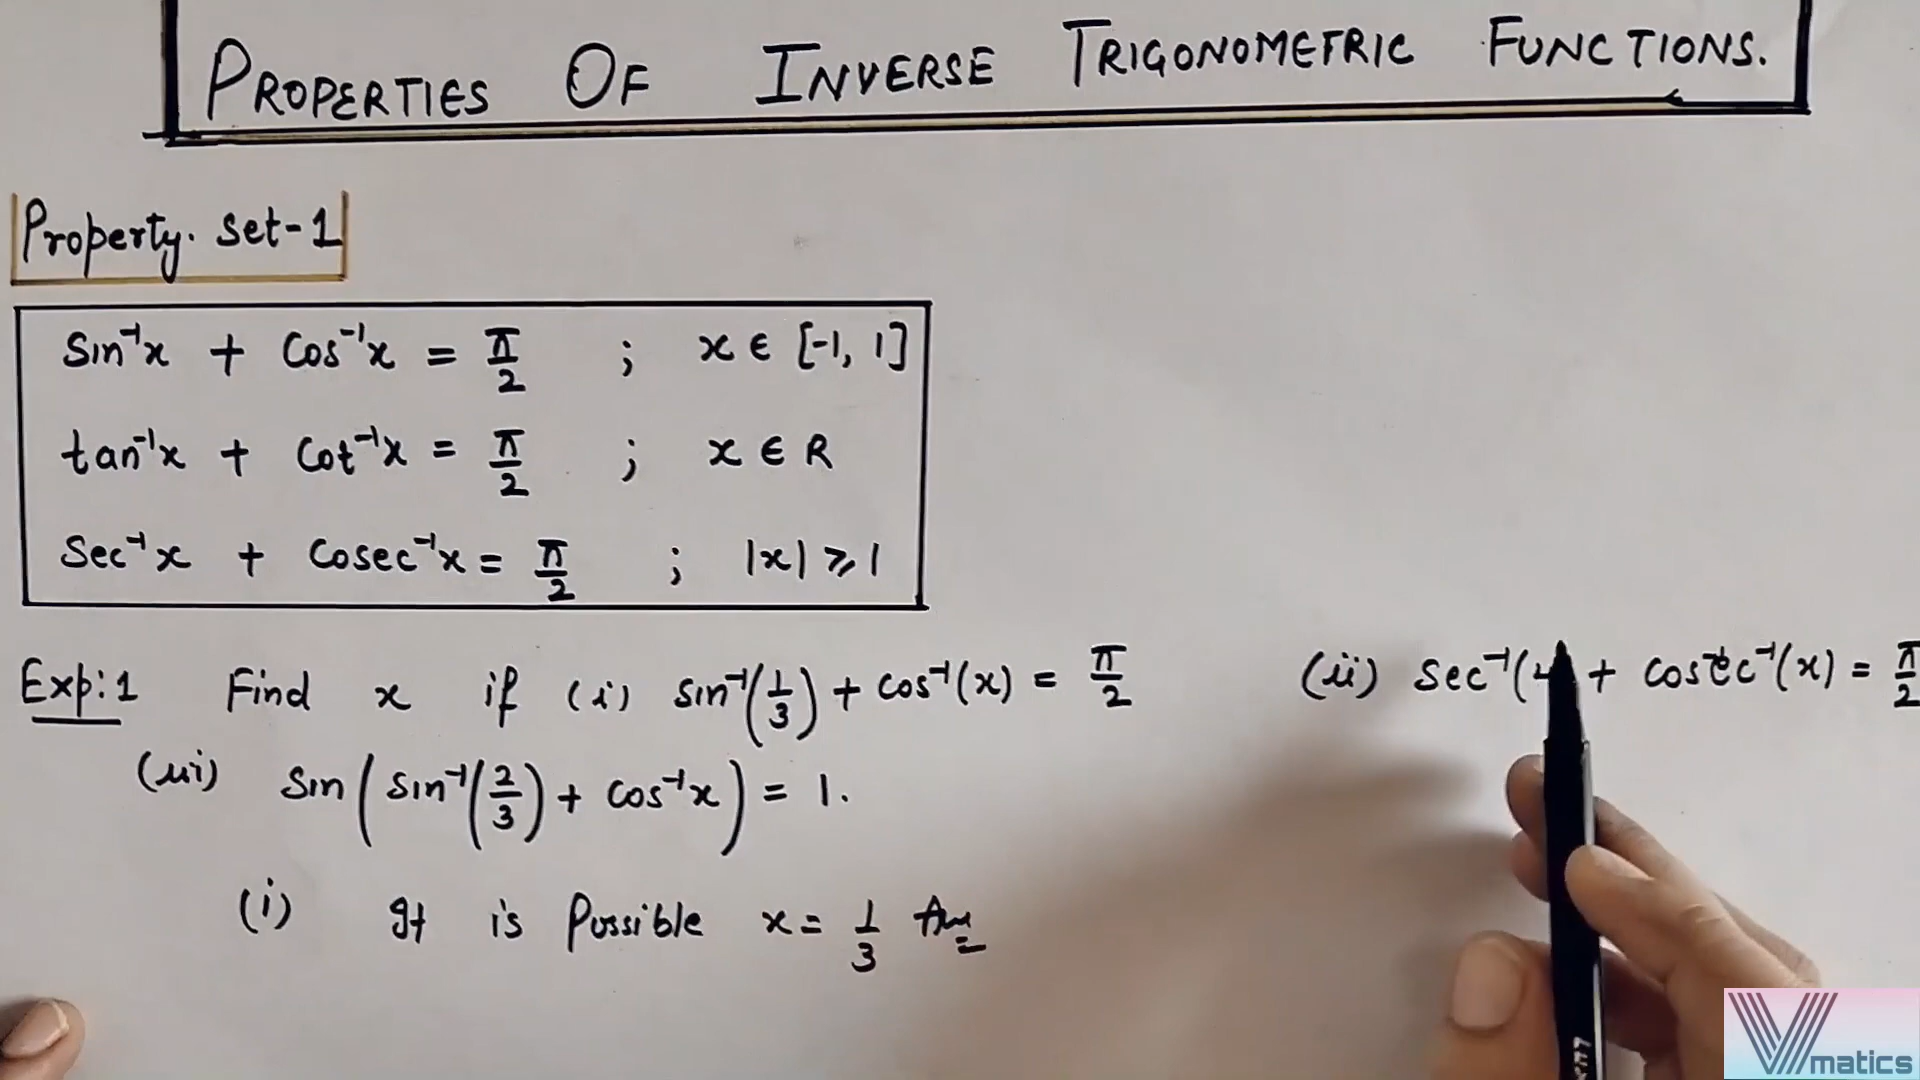 PROPERTIES OF INVERSE TRIGONOMETRIC FUNCTIONS.
Property. Set-1
Sin⁻¹x + Cos⁻¹x = π/2 ; x ∈ [-1, 1]
tan⁻¹x + Cot⁻¹x = π/2 ; x ∈ R
Sec⁻¹x + Cosec⁻¹x = π/2 ; |x| ⩾ 1
Exp:1 Find x if (i) sin⁻¹(1/3) + cos⁻¹(x) = π/2 (ii) sec⁻¹( + cosec⁻¹(x) = π/2
(iii) Sin(sin⁻¹(2/3) + cos⁻¹x) = 1.
(i) It is Possible x = 1/3 Ans
Vmatics